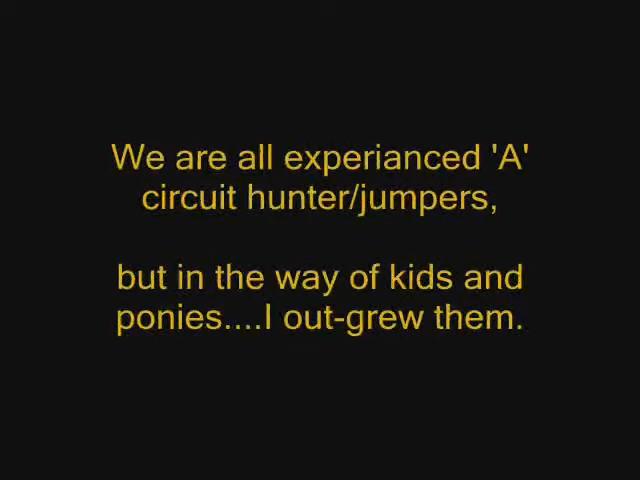 We are all experianced 'A'
circuit hunter/jumpers,
but in the way of kids and
ponies....I out-grew them.